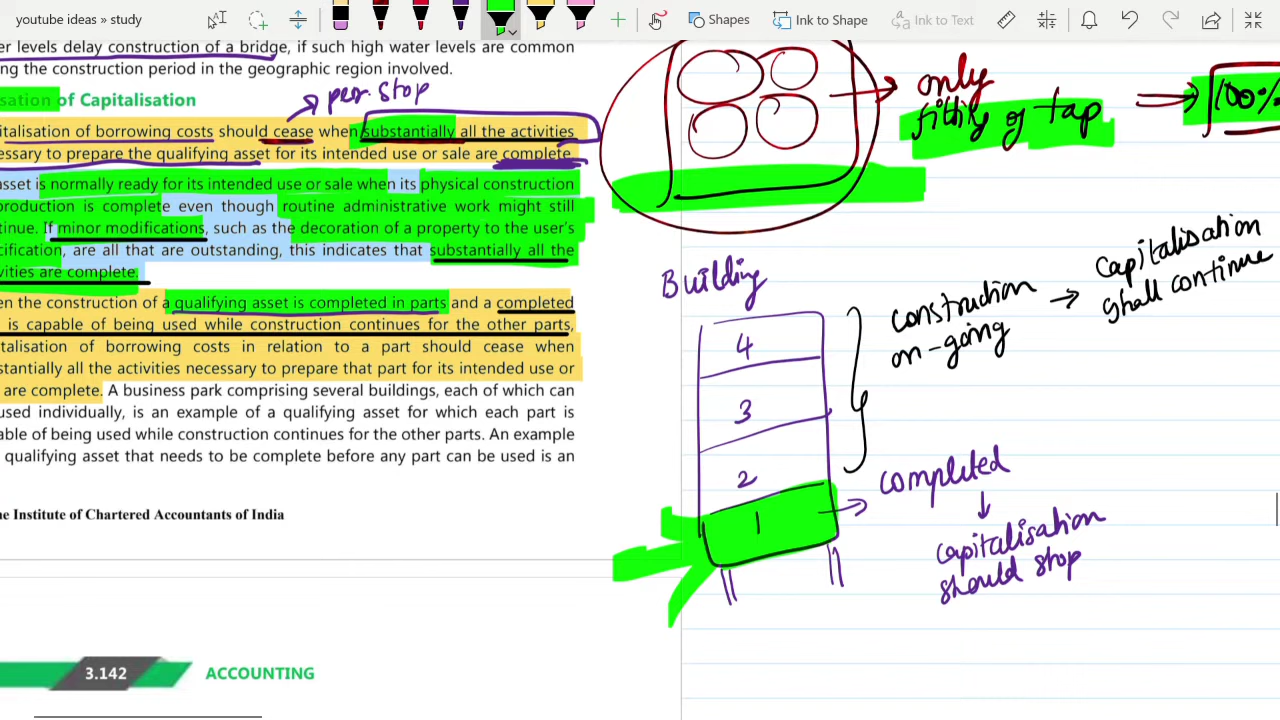 youtube ideas » study
Shapes
Ink to Shape
Ink to Text
er levels delay construction of a bridge, if such high water levels are common
ing the construction period in the geographic region involved.
sation of Capitalisation
per. stop
italisation of borrowing costs should cease when substantially all the activities
cessary to prepare the qualifying asset for its intended use or sale are complete.
asset is normally ready for its intended use or sale when its physical construction
production is complete even though routine administrative work might still
tinue. If minor modifications, such as the decoration of a property to the user's
cification, are all that are outstanding, this indicates that substantially all the
vities are complete.
en the construction of a qualifying asset is completed in parts and a completed
is capable of being used while construction continues for the other parts,
italisation of borrowing costs in relation to a part should cease when
stantially all the activities necessary to prepare that part for its intended use or
are complete. A business park comprising several buildings, each of which can
used individually, is an example of a qualifying asset for which each part is
able of being used while construction continues for the other parts. An example
qualifying asset that needs to be complete before any part can be used is an
he Institute of Chartered Accountants of India
3.142 ACCOUNTING
only
of tap
100%
Building
4
3
2
1
construction
on-going
Capitalisation
shall continue
completed
capitalisation
should stop